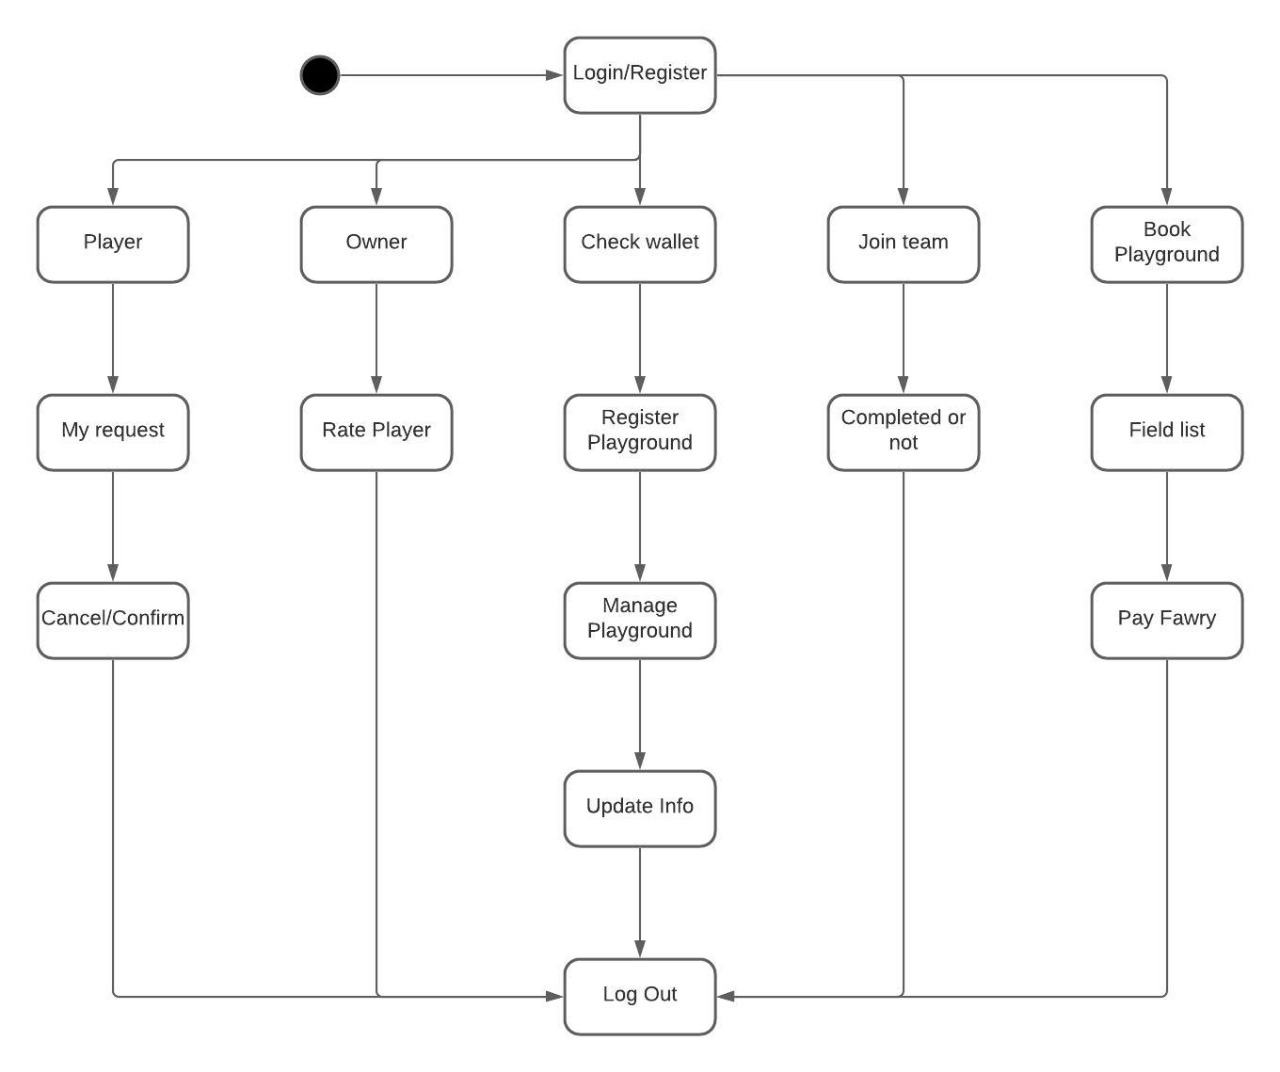 Login/Register
Player
Owner
Check wallet
Join team
Book
Playground
My request
Rate Player
Register
Playground
Completed or
not
Field list
Cancel/Confirm
Manage
Playground
Pay Fawry
Update Info
Log Out